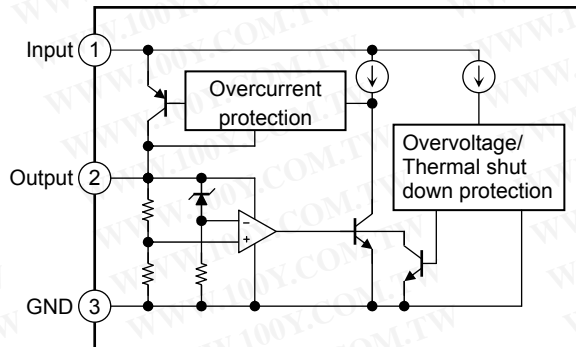 Input 1
Overcurrent
protection
Overvoltage/
Thermal shut
down protection
Output 2
−
+
GND 3
WWW.100Y.COM.TW